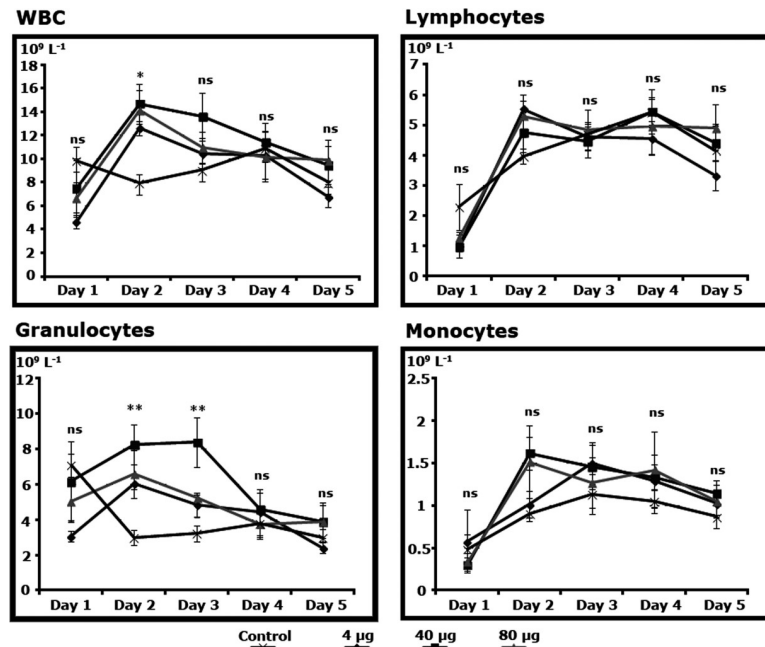 WBC
10⁹ L⁻¹
18
16
14
12
10
8
6
4
2
0
ns
*
ns
ns
ns
Day 1 Day 2 Day 3 Day 4 Day 5
Lymphocytes
10⁹ L⁻¹
7
6
5
4
3
2
1
0
ns
ns
ns
ns
ns
Day 1 Day 2 Day 3 Day 4 Day 5
Granulocytes
10⁹ L⁻¹
12
10
8
6
4
2
0
ns
**
**
ns
ns
Day 1 Day 2 Day 3 Day 4 Day 5
Monocytes
10⁹ L⁻¹
2.5
2
1.5
1
0.5
0
ns
ns
ns
ns
ns
Day 1 Day 2 Day 3 Day 4 Day 5
Control 4 µg 40 µg 80 µg